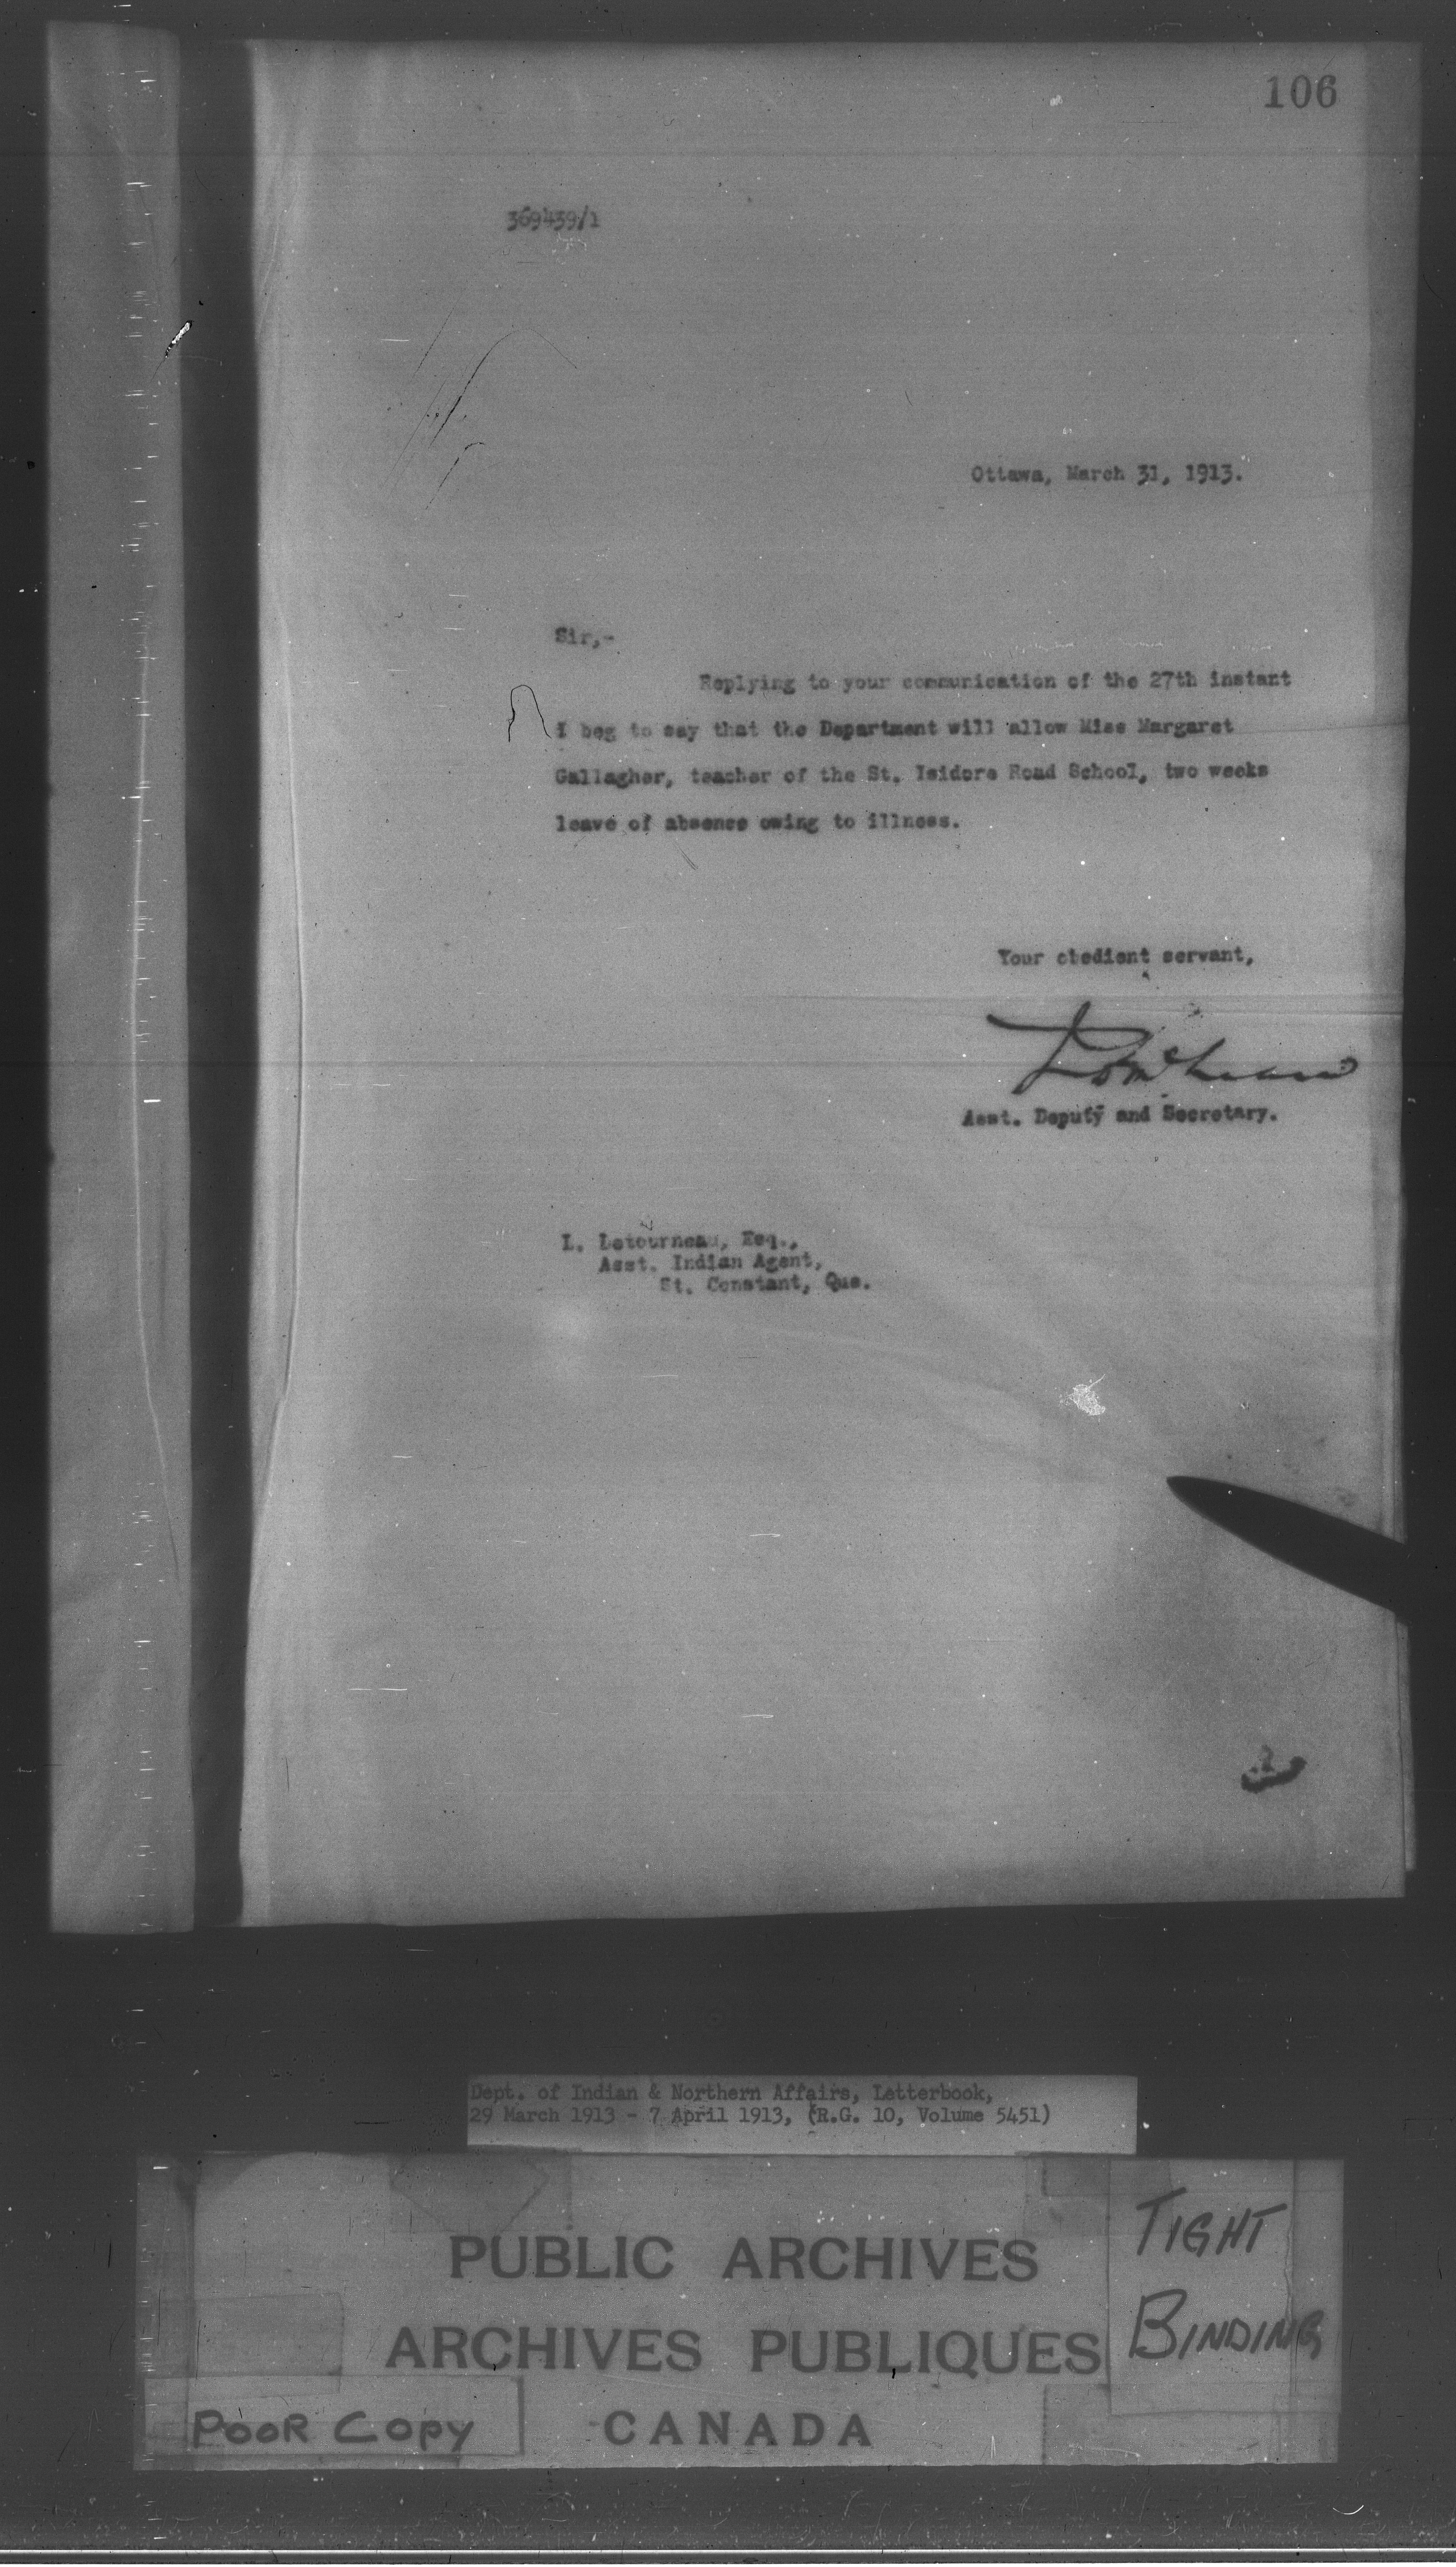 106
369439/1
Ottawa, March 31, 1913.
Sir,-
Replying to your communication of the 27th instant
I beg to say that the Department will allow Miss Margaret
Gallagher, teacher of the St. Isidore Road School, two weeks
leave of absence owing to illness.
Your obedient servant,
Asst. Deputy and Secretary.
L. Letourneau, Esq.,
Asst. Indian Agent,
St. Constant, Que.
Dept. of Indian & Northern Affairs, Letterbook,
29 March 1913 - 7 April 1913, (R.G. 10, Volume 5451)
PUBLIC ARCHIVES
ARCHIVES PUBLIQUES
CANADA
TIGHT
BINDING
POOR COPY